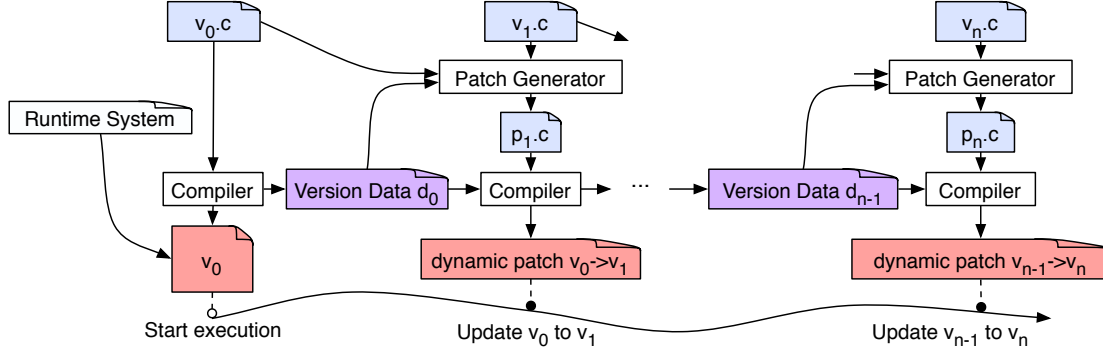 v₀.c
v₁.c
vₙ.c
Patch Generator
Patch Generator
Runtime System
p₁.c
pₙ.c
Compiler
Version Data d₀
Compiler
...
Version Data dₙ₋₁
Compiler
v₀
dynamic patch v₀->v₁
dynamic patch vₙ₋₁->vₙ
Start execution
Update v₀ to v₁
Update vₙ₋₁ to vₙ